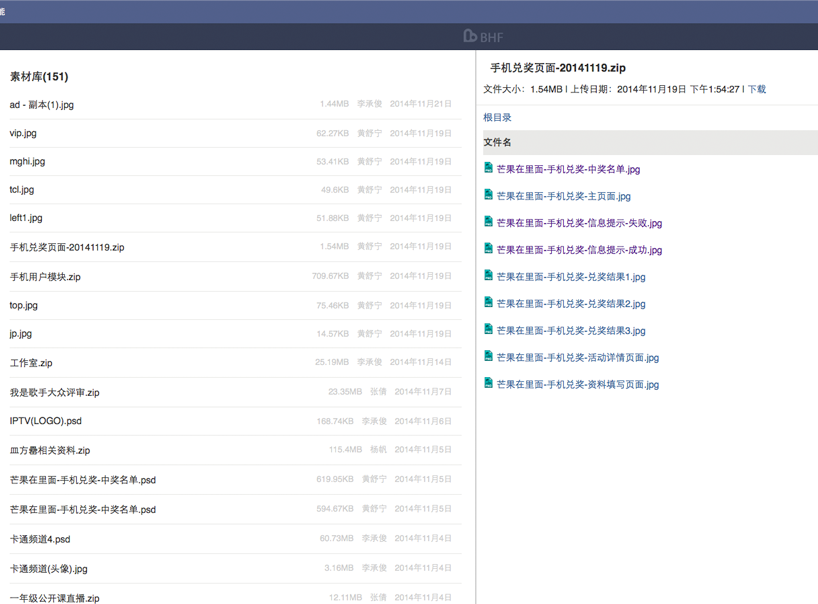 能
BHF
素材库(151)
ad - 副本(1).jpg 1.44MB 李承俊 2014年11月21日
vip.jpg 62.27KB 黄舒宁 2014年11月19日
mghi.jpg 53.41KB 黄舒宁 2014年11月19日
tcl.jpg 49.6KB 黄舒宁 2014年11月19日
left1.jpg 51.88KB 黄舒宁 2014年11月19日
手机兑奖页面-20141119.zip 1.54MB 黄舒宁 2014年11月19日
手机用户模块.zip 709.67KB 黄舒宁 2014年11月19日
top.jpg 75.46KB 黄舒宁 2014年11月19日
jp.jpg 14.57KB 黄舒宁 2014年11月19日
工作室.zip 25.19MB 李承俊 2014年11月14日
我是歌手大众评审.zip 23.35MB 张倩 2014年11月7日
IPTV(LOGO).psd 168.74KB 李承俊 2014年11月6日
皿方罍相关资料.zip 115.4MB 杨帆 2014年11月5日
芒果在里面-手机兑奖-中奖名单.psd 619.95KB 黄舒宁 2014年11月5日
芒果在里面-手机兑奖-中奖名单.psd 594.67KB 黄舒宁 2014年11月5日
卡通频道4.psd 60.73MB 李承俊 2014年11月4日
卡通频道(头像).jpg 3.16MB 李承俊 2014年11月4日
一年级公开课直播.zip 12.11MB 张倩 2014年11月4日
手机兑奖页面-20141119.zip
文件大小：1.54MB | 上传日期：2014年11月19日 下午1:54:27 | 下载
根目录
文件名
芒果在里面-手机兑奖-中奖名单.jpg
芒果在里面-手机兑奖-主页面.jpg
芒果在里面-手机兑奖-信息提示-失败.jpg
芒果在里面-手机兑奖-信息提示-成功.jpg
芒果在里面-手机兑奖-兑奖结果1.jpg
芒果在里面-手机兑奖-兑奖结果2.jpg
芒果在里面-手机兑奖-兑奖结果3.jpg
芒果在里面-手机兑奖-活动详情页面.jpg
芒果在里面-手机兑奖-资料填写页面.jpg